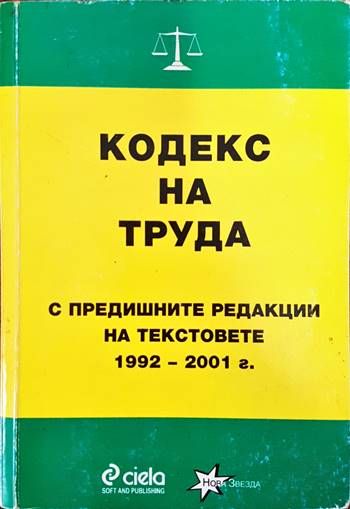 КОДЕКС
НА
ТРУДА
С ПРЕДИШНИТЕ РЕДАКЦИИ
НА ТЕКСТОВЕТЕ
1992 – 2001 г.
ciela
SOFT AND PUBLISHING
НОВА ЗВЕЗДА